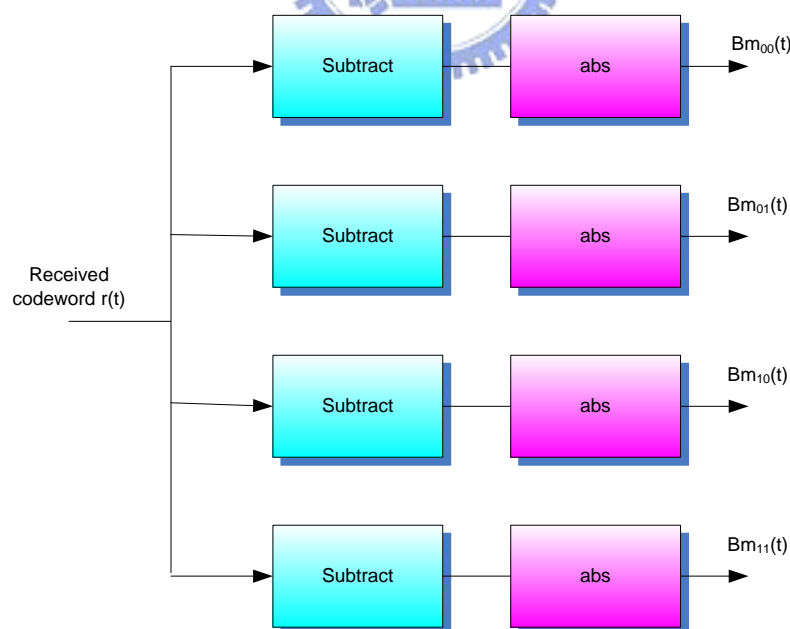 Subtract
abs
Bm₀₀(t)
Subtract
abs
Bm₀₁(t)
Received
codeword r(t)
Subtract
abs
Bm₁₀(t)
Subtract
abs
Bm₁₁(t)